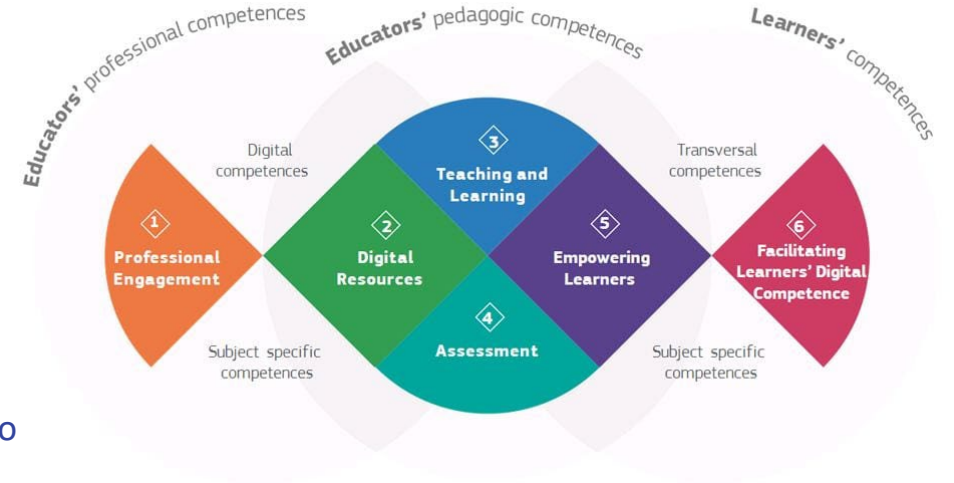 Educators' professional competences
Educators' pedagogic competences
Learners' competences
Digital
competences
Transversal
competences
1
Professional
Engagement
2
Digital
Resources
3
Teaching and
Learning
4
Assessment
5
Empowering
Learners
6
Facilitating
Learners' Digital
Competence
Subject specific
competences
Subject specific
competences
o